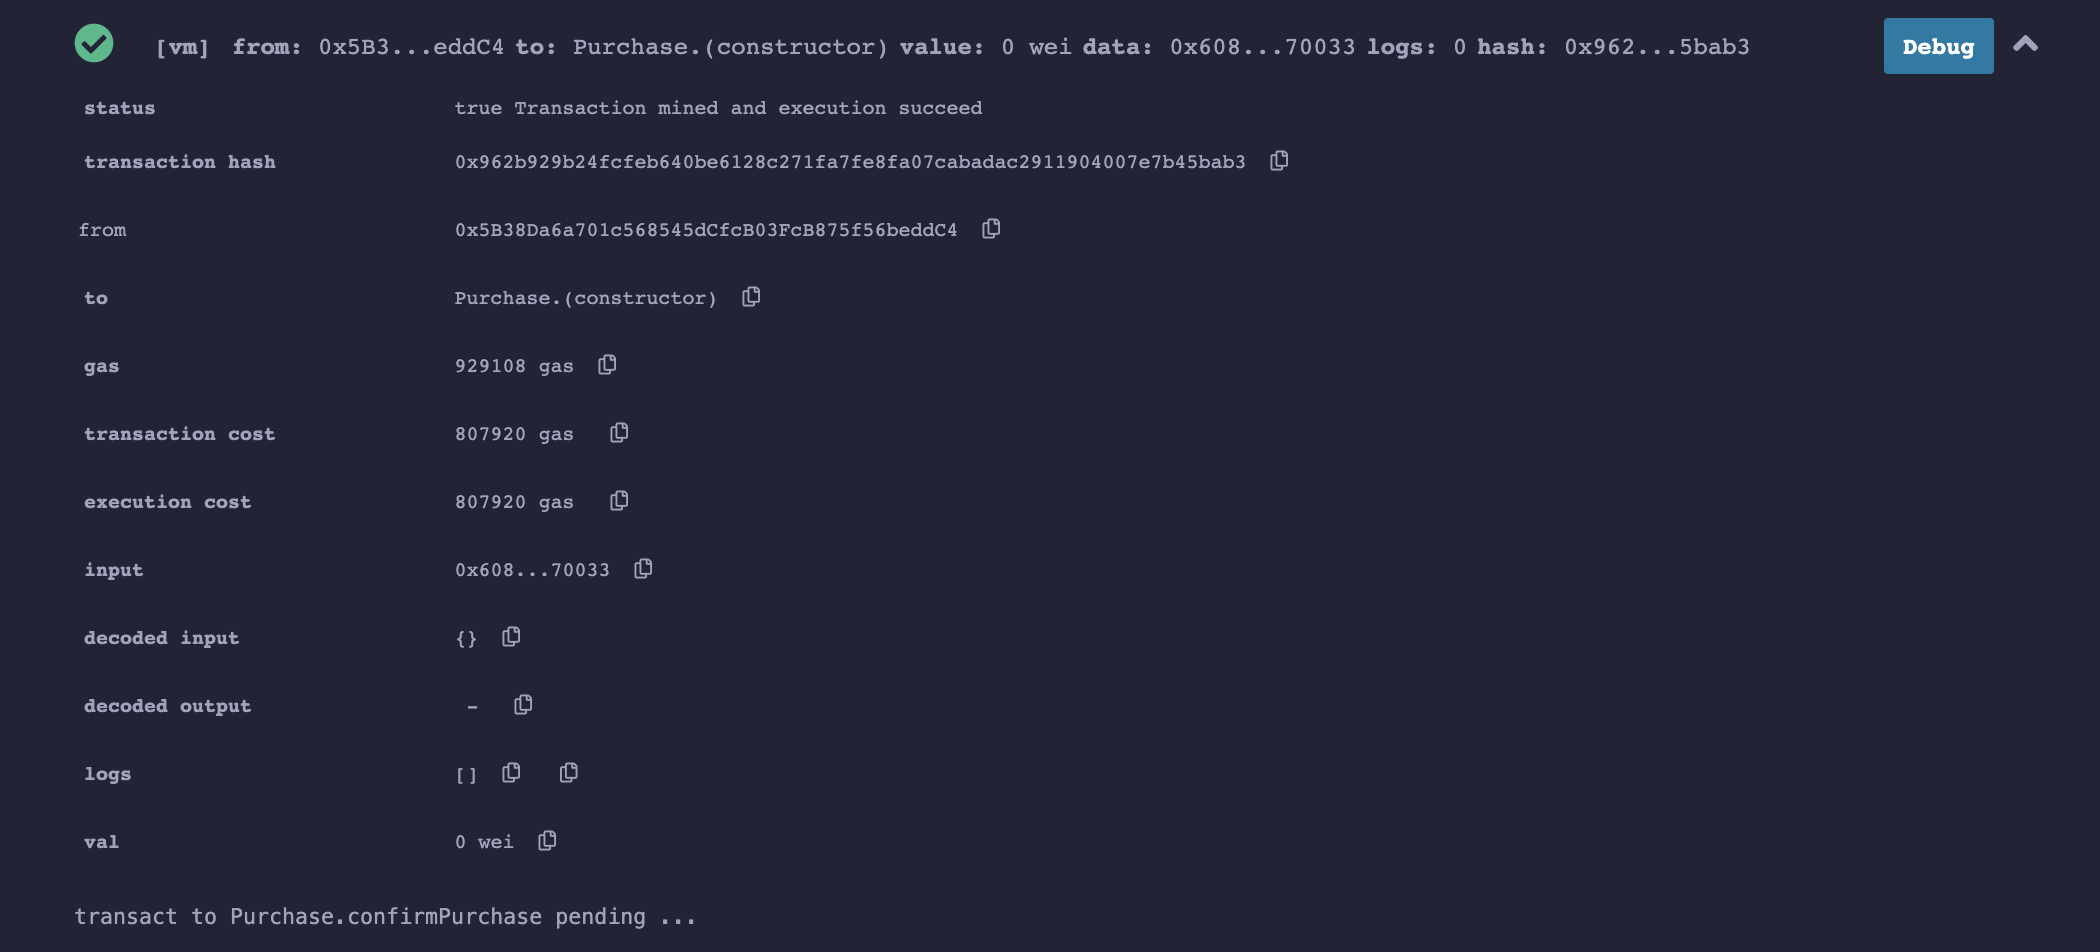 [vm] from: 0x5B3...eddC4 to: Purchase.(constructor) value: 0 wei data: 0x608...70033 logs: 0 hash: 0x962...5bab3 Debug
status true Transaction mined and execution succeed
transaction hash 0x962b929b24fcfeb640be6128c271fa7fe8fa07cabadac2911904007e7b45bab3
from 0x5B38Da6a701c568545dCfcB03FcB875f56beddC4
to Purchase.(constructor)
gas 929108 gas
transaction cost 807920 gas
execution cost 807920 gas
input 0x608...70033
decoded input {}
decoded output -
logs []
val 0 wei
transact to Purchase.confirmPurchase pending ...